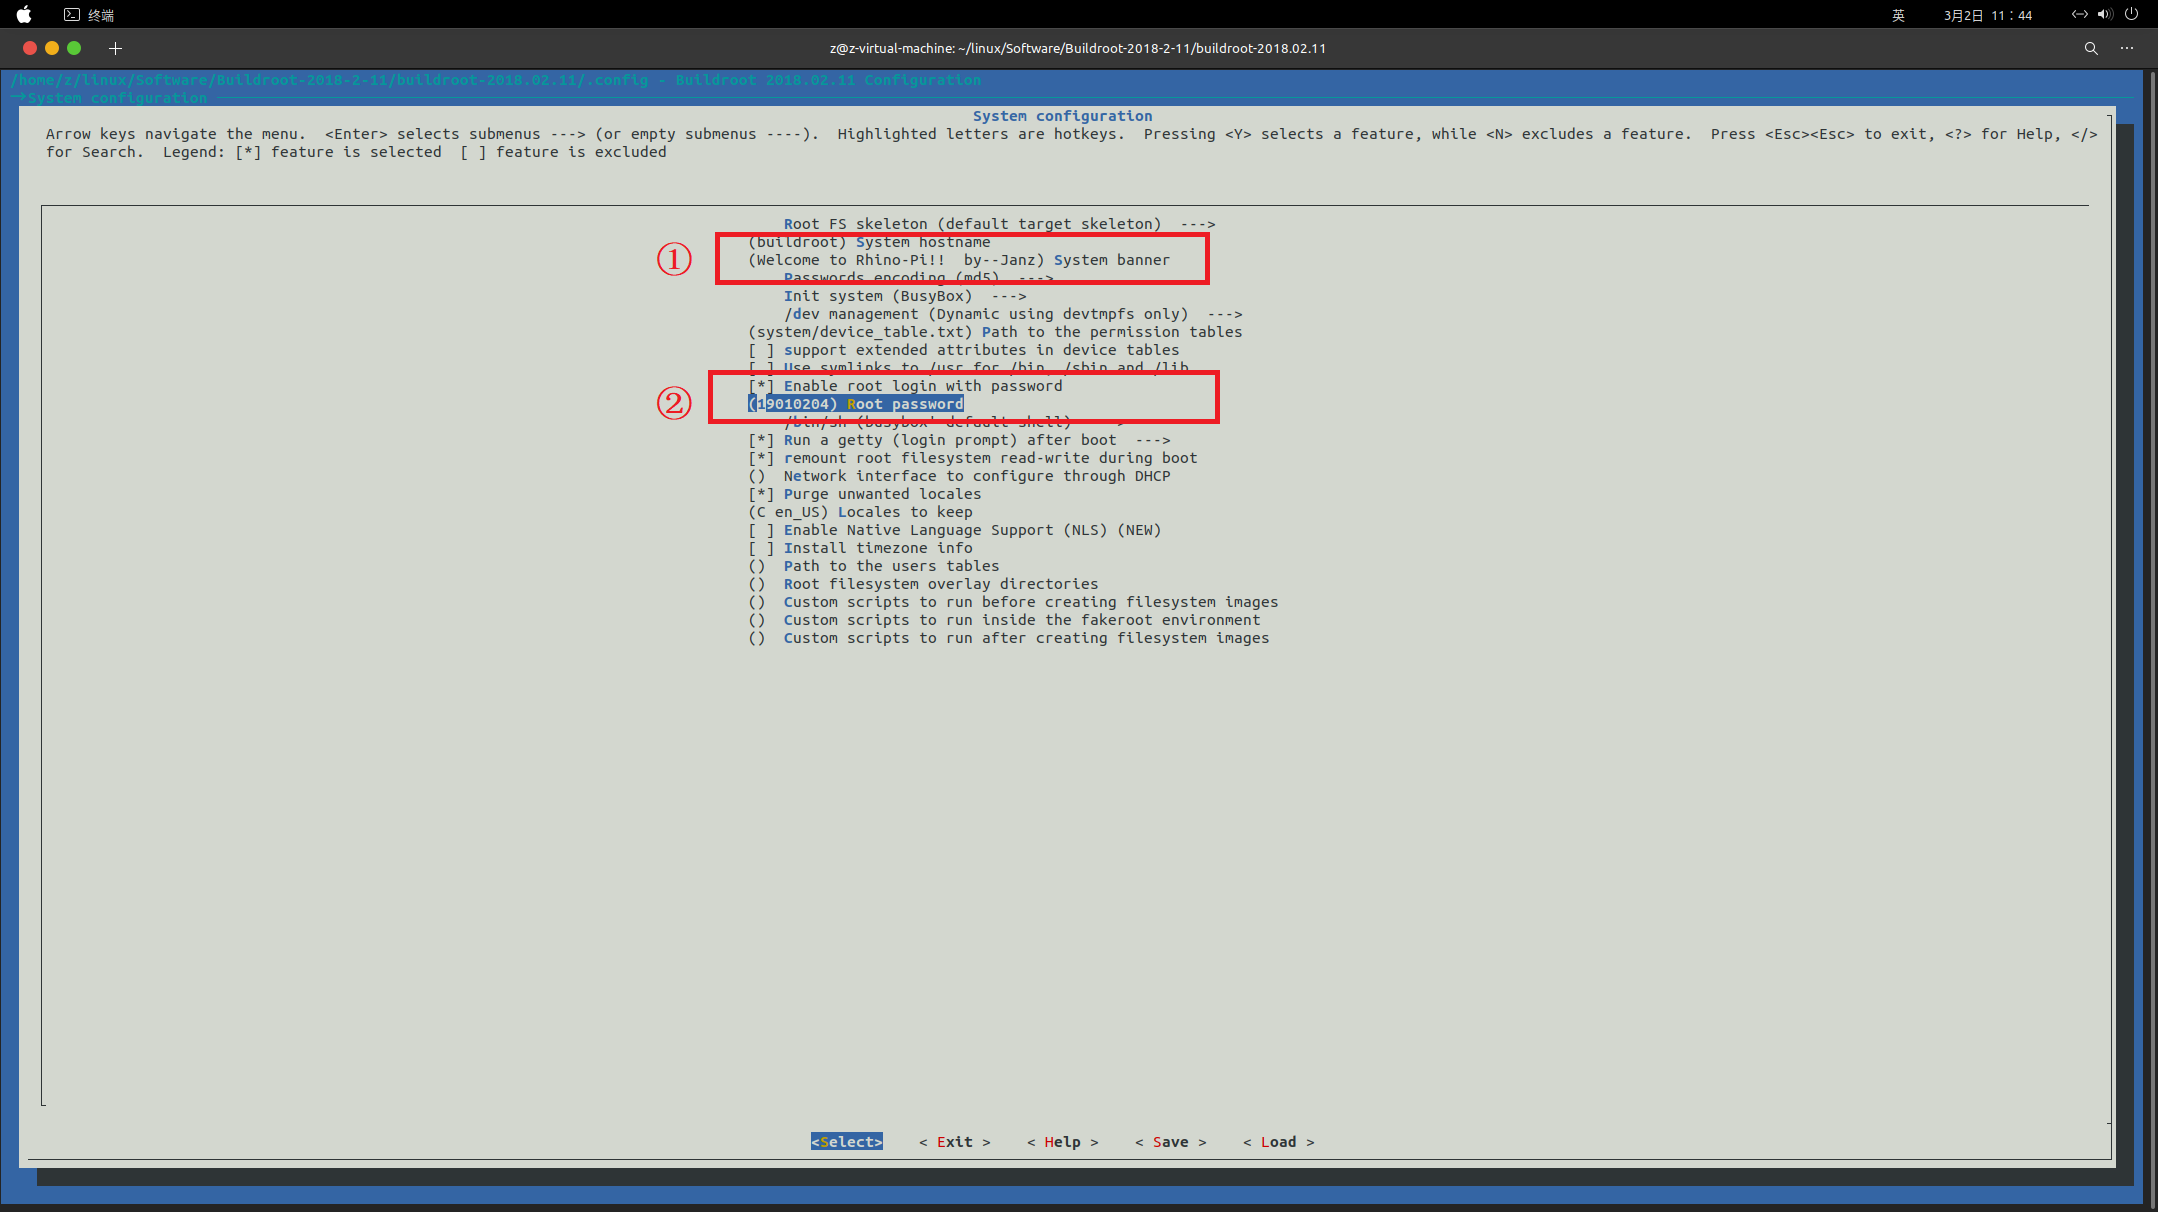 终端
英 3月2日 11：44
z@z-virtual-machine: ~/linux/Software/Buildroot-2018-2-11/buildroot-2018.02.11
/home/z/linux/Software/Buildroot-2018-2-11/buildroot-2018.02.11/.config - Buildroot 2018.02.11 Configuration
→System configuration
System configuration
Arrow keys navigate the menu.  <Enter> selects submenus ---> (or empty submenus ----).  Highlighted letters are hotkeys.  Pressing <Y> selects a feature, while <N> excludes a feature.  Press <Esc><Esc> to exit, <?> for Help, </>
for Search.  Legend: [*] feature is selected  [ ] feature is excluded
Root FS skeleton (default target skeleton)  --->
(buildroot) System hostname
① (Welcome to Rhino-Pi!!  by--Janz) System banner
Passwords encoding (md5)  --->
Init system (BusyBox)  --->
/dev management (Dynamic using devtmpfs only)  --->
(system/device_table.txt) Path to the permission tables
[ ] support extended attributes in device tables
[ ] Use symlinks to /usr for /bin, /sbin and /lib
[*] Enable root login with password
② (19010204) Root password
/bin/sh (busybox' default shell)  --->
[*] Run a getty (login prompt) after boot  --->
[*] remount root filesystem read-write during boot
()  Network interface to configure through DHCP
[*] Purge unwanted locales
(C en_US) Locales to keep
[ ] Enable Native Language Support (NLS) (NEW)
[ ] Install timezone info
()  Path to the users tables
()  Root filesystem overlay directories
()  Custom scripts to run before creating filesystem images
()  Custom scripts to run inside the fakeroot environment
()  Custom scripts to run after creating filesystem images
<Select>    < Exit >    < Help >    < Save >    < Load >